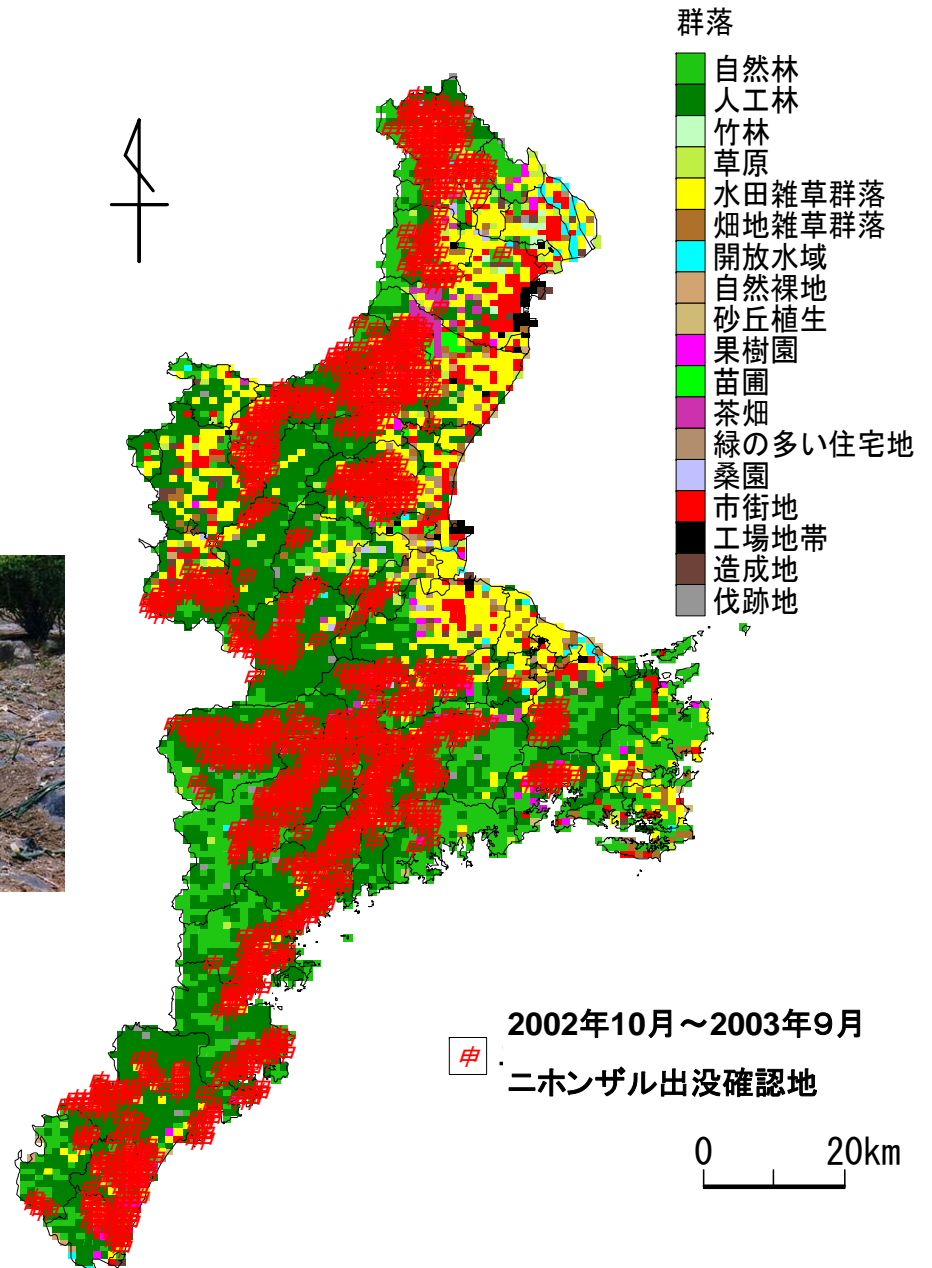 群落
自然林
人工林
竹林
草原
水田雑草群落
畑地雑草群落
開放水域
自然裸地
砂丘植生
果樹園
苗圃
茶畑
緑の多い住宅地
桑園
市街地
工場地帯
造成地
伐跡地
2002年10月～2003年９月
申
ニホンザル出没確認地
0 20km